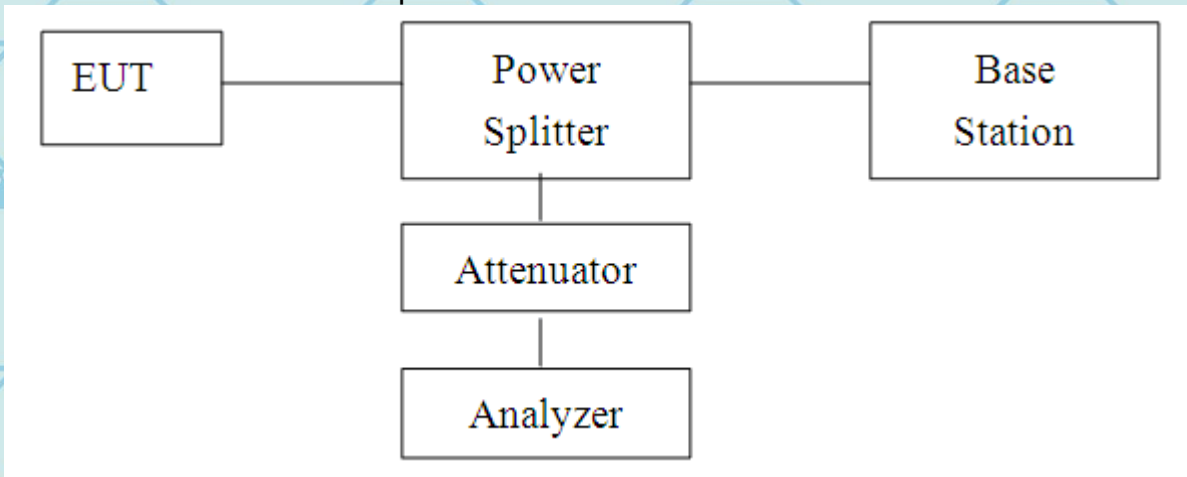 EUT
Power
Splitter
Base
Station
Attenuator
Analyzer